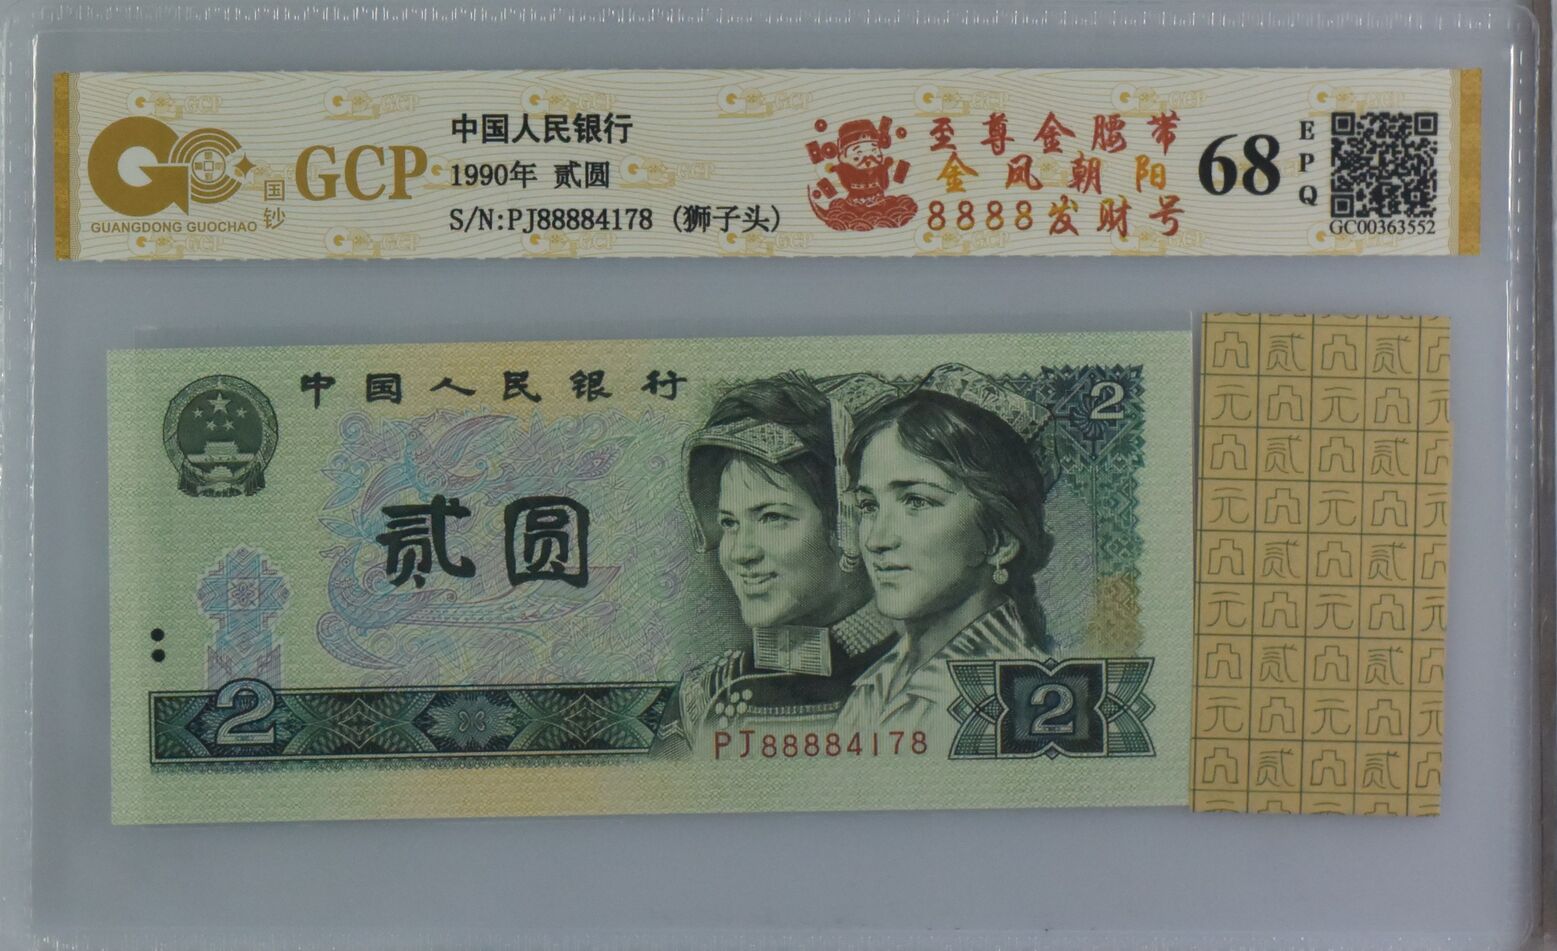 GCP
国钞
GUANGDONG GUOCHAO
中国人民银行
1990年 贰圆
S/N:PJ88884178 (狮子头)
至尊金腰带
金凤朝阳
8888发财号
68
EPQ
GC00363552
中国人民银行
2
贰圆
2
PJ88884178
2